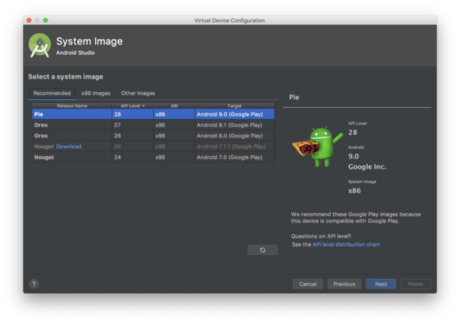 Virtual Device Configuration
System Image
Android Studio
Select a system image
Recommended x86 Images Other Images
Release Name API Level ▼ ABI Target
Pie 28 x86 Android 9.0 (Google Play)
Oreo 27 x86 Android 8.1 (Google Play)
Oreo 26 x86 Android 8.0 (Google Play)
Nougat Download 25 x86 Android 7.1.1 (Google Play)
Nougat 24 x86 Android 7.0 (Google Play)
Pie
API Level
28
Android
9.0
Google Inc.
System Image
x86
We recommend these Google Play images because
this device is compatible with Google Play.
Questions on API level?
See the API level distribution chart
? Cancel Previous Next Finish